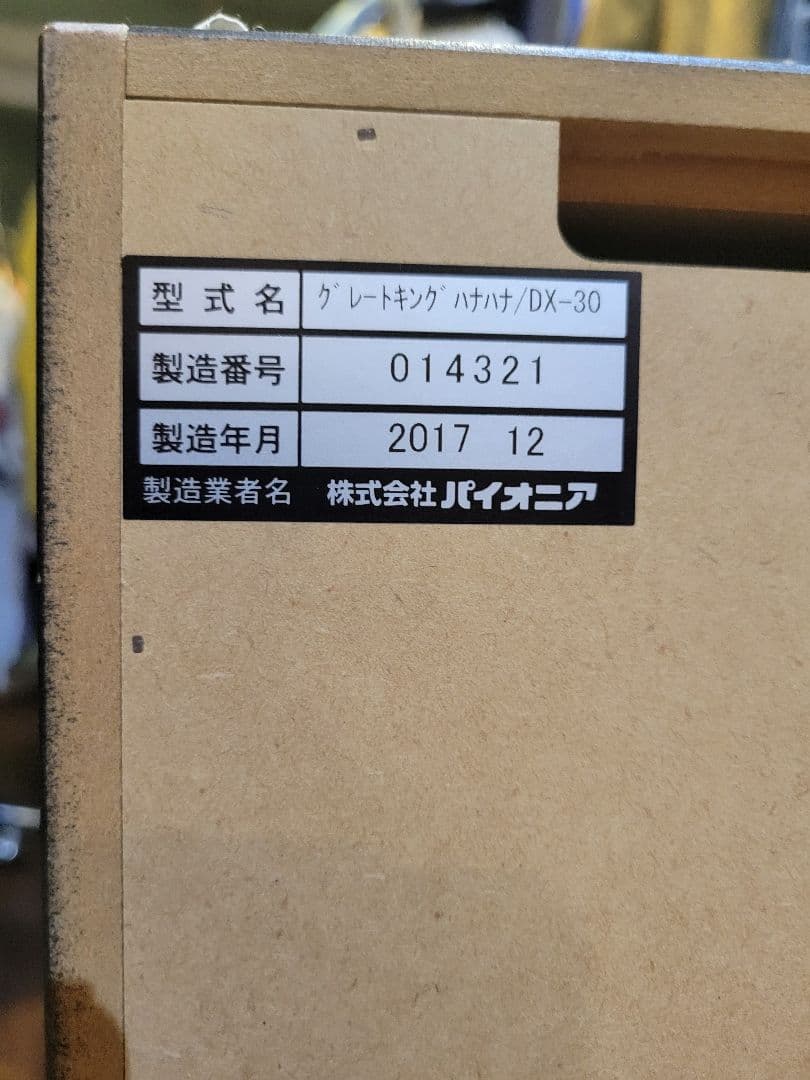 型式名 グレートキングハナハナ/DX-30
製造番号 014321
製造年月 2017 12
製造業者名 株式会社パイオニア